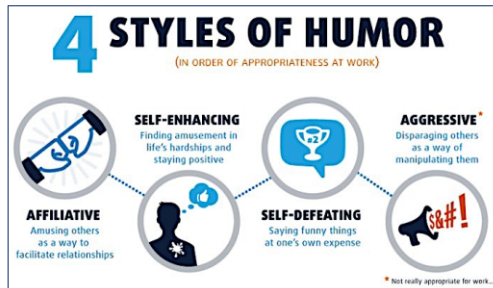 4 STYLES OF HUMOR
(IN ORDER OF APPROPRIATENESS AT WORK)
AFFILIATIVE
Amusing others
as a way to
facilitate relationships
SELF-ENHANCING
Finding amusement in
life's hardships and
staying positive
#2
SELF-DEFEATING
Saying funny things
at one's own expense
AGGRESSIVE*
Disparaging others
as a way of
manipulating them
$&#!
* Not really appropriate for work...